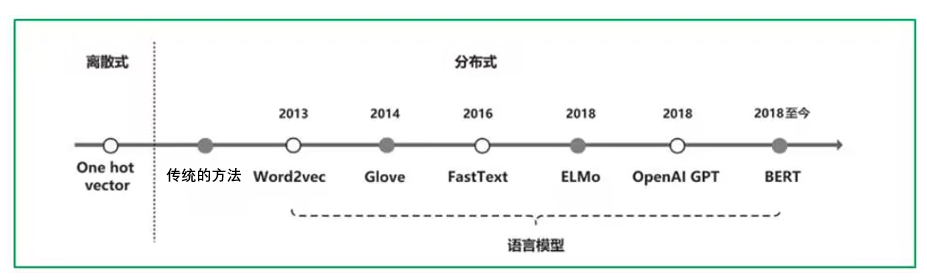 离散式
分布式
2013
2014
2016
2018
2018
2018至今
One hot
vector
传统的方法
Word2vec
Glove
FastText
ELMo
OpenAI GPT
BERT
语言模型